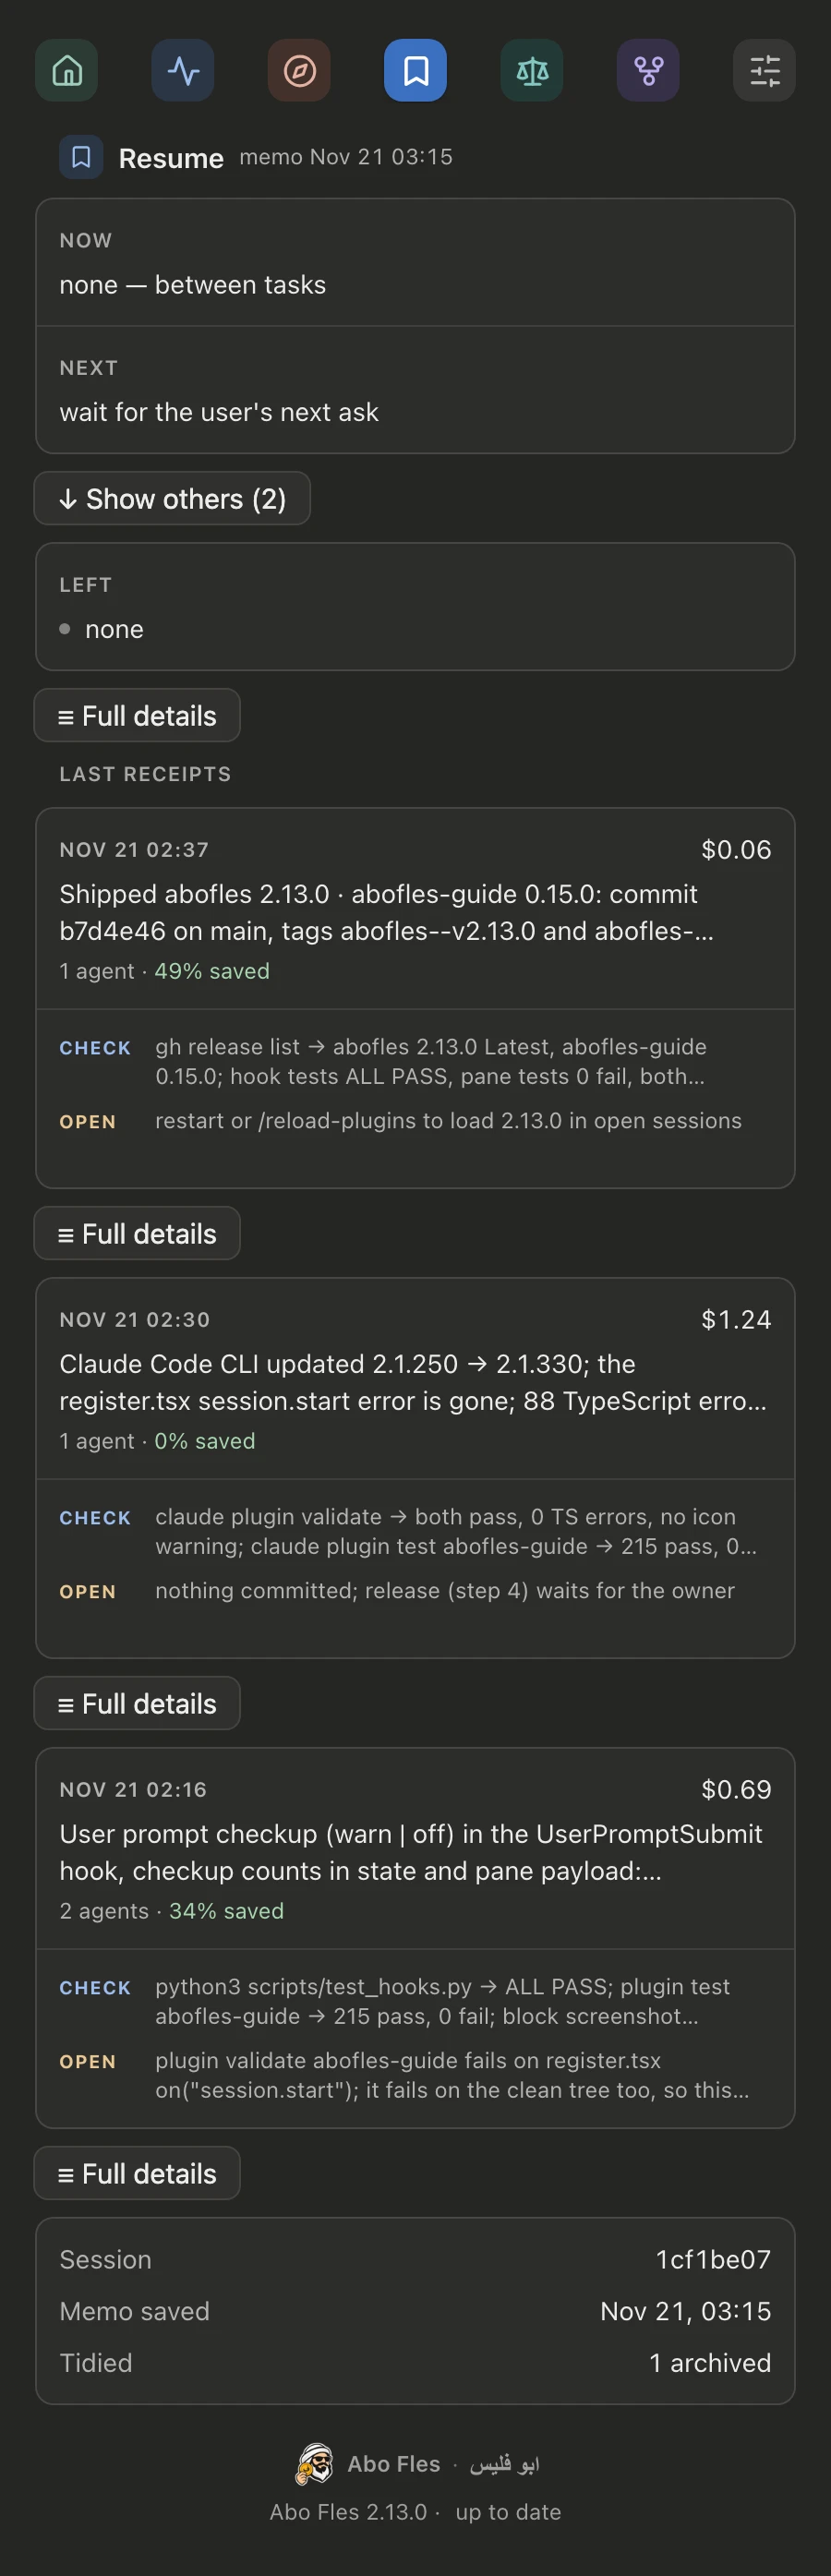 Resume memo Nov 21 03:15
NOW
none — between tasks
NEXT
wait for the user's next ask
↓ Show others (2)
LEFT
• none
≡ Full details
LAST RECEIPTS
NOV 21 02:37 $0.06
Shipped abofles 2.13.0 · abofles-guide 0.15.0: commit
b7d4e46 on main, tags abofles--v2.13.0 and abofles-...
1 agent · 49% saved
CHECK gh release list → abofles 2.13.0 Latest, abofles-guide
0.15.0; hook tests ALL PASS, pane tests 0 fail, both...
OPEN restart or /reload-plugins to load 2.13.0 in open sessions
≡ Full details
NOV 21 02:30 $1.24
Claude Code CLI updated 2.1.250 → 2.1.330; the
register.tsx session.start error is gone; 88 TypeScript erro...
1 agent · 0% saved
CHECK claude plugin validate → both pass, 0 TS errors, no icon
warning; claude plugin test abofles-guide → 215 pass, 0...
OPEN nothing committed; release (step 4) waits for the owner
≡ Full details
NOV 21 02:16 $0.69
User prompt checkup (warn | off) in the UserPromptSubmit
hook, checkup counts in state and pane payload:...
2 agents · 34% saved
CHECK python3 scripts/test_hooks.py → ALL PASS; plugin test
abofles-guide → 215 pass, 0 fail; block screenshot...
OPEN plugin validate abofles-guide fails on register.tsx
on("session.start"); it fails on the clean tree too, so this...
≡ Full details
Session 1cf1be07
Memo saved Nov 21, 03:15
Tidied 1 archived
Abo Fles · ابو فليس
Abo Fles 2.13.0 · up to date